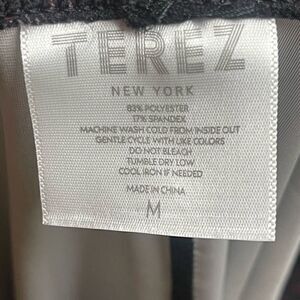 TEREZ
NEW YORK
83% POLYESTER
17% SPANDEX
MACHINE WASH COLD FROM INSIDE OUT
GENTLE CYCLE WITH LIKE COLORS
DO NOT BLEACH
TUMBLE DRY LOW
COOL IRON IF NEEDED
MADE IN CHINA
M